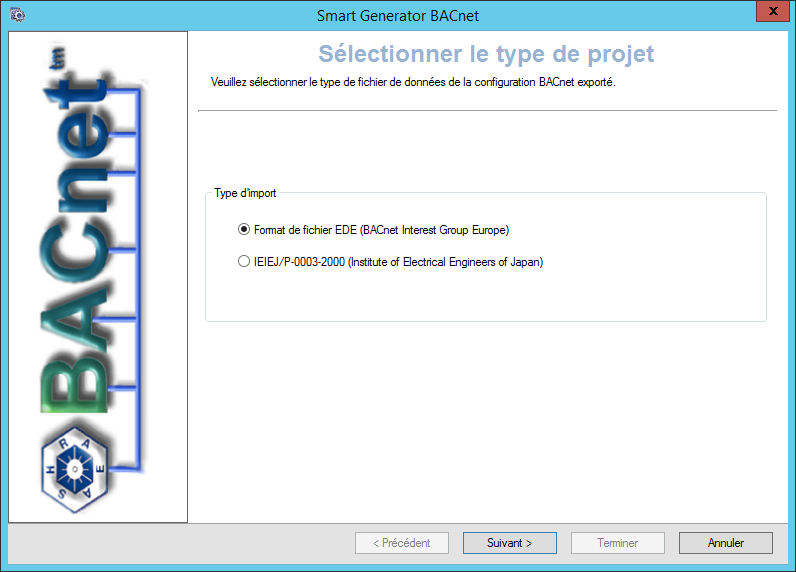 Smart Generator BACnet
x
BACnet tm
ASHRAE
Sélectionner le type de projet
Veuillez sélectionner le type de fichier de données de la configuration BACnet exporté.
Type d'import
Format de fichier EDE (BACnet Interest Group Europe)
IEIEJ/P-0003-2000 (Institute of Electrical Engineers of Japan)
< Précédent
Suivant >
Terminer
Annuler